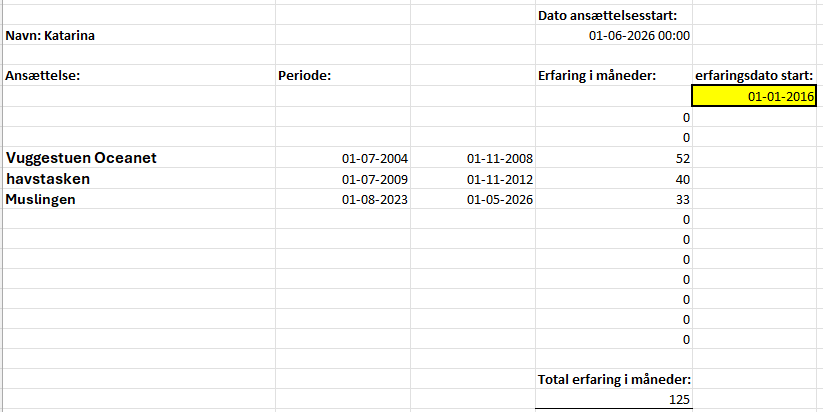 Dato ansættelsesstart:
Navn: Katarina 01-06-2026 00:00
Ansættelse: Periode: Erfaring i måneder: erfaringsdato start:
01-01-2016
0
0
Vuggestuen Oceanet 01-07-2004 01-11-2008 52
havstasken 01-07-2009 01-11-2012 40
Muslingen 01-08-2023 01-05-2026 33
0
0
0
0
0
0
0
Total erfaring i måneder:
125